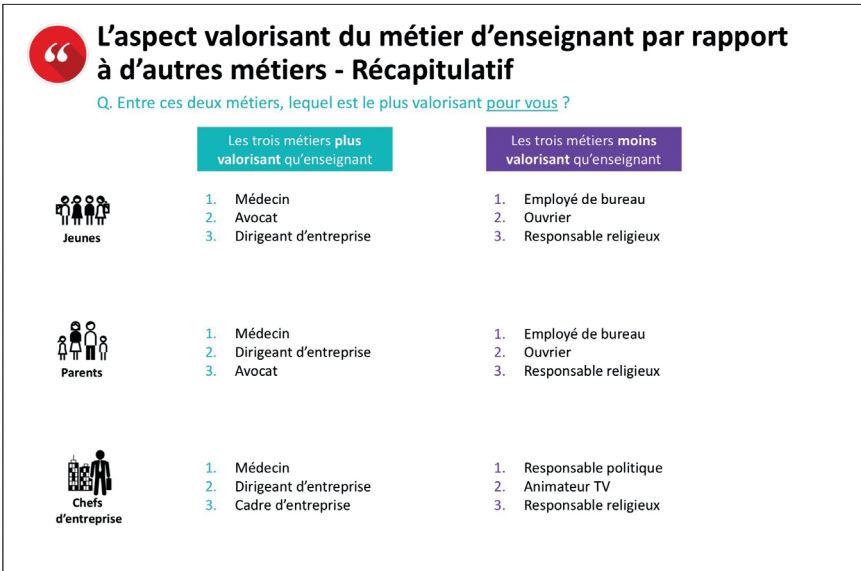 L'aspect valorisant du métier d'enseignant par rapport
à d'autres métiers - Récapitulatif
Q. Entre ces deux métiers, lequel est le plus valorisant pour vous ?
Les trois métiers plus
valorisant qu'enseignant
Les trois métiers moins
valorisant qu'enseignant
Jeunes
1. Médecin
2. Avocat
3. Dirigeant d'entreprise
1. Employé de bureau
2. Ouvrier
3. Responsable religieux
Parents
1. Médecin
2. Dirigeant d'entreprise
3. Avocat
1. Employé de bureau
2. Ouvrier
3. Responsable religieux
Chefs
d'entreprise
1. Médecin
2. Dirigeant d'entreprise
3. Cadre d'entreprise
1. Responsable politique
2. Animateur TV
3. Responsable religieux